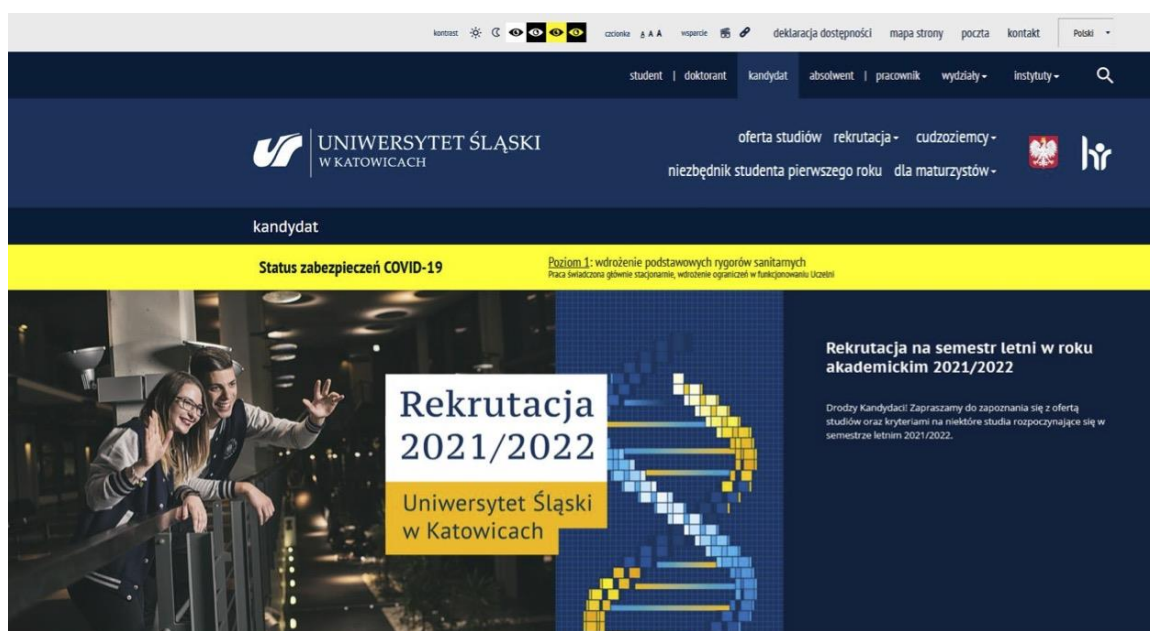 kontrast
czcionka A A A
wsparcie
deklaracja dostępności mapa strony poczta kontakt Polski
student | doktorant kandydat absolwent | pracownik wydziały instytuty
UNIWERSYTET ŚLĄSKI
W KATOWICACH
oferta studiów rekrutacja cudzoziemcy
niezbędnik studenta pierwszego roku dla maturzystów
hr
kandydat
Status zabezpieczeń COVID-19
Poziom 1: wdrożenie podstawowych rygorów sanitarnych
Praca świadczona głównie stacjonarnie, wdrożenie ograniczeń w funkcjonowaniu Uczelni
Rekrutacja
2021/2022
Uniwersytet Śląski
w Katowicach
Rekrutacja na semestr letni w roku
akademickim 2021/2022
Drodzy Kandydaci! Zapraszamy do zapoznania się z ofertą
studiów oraz kryteriami na niektóre studia rozpoczynające się w
semestrze letnim 2021/2022.